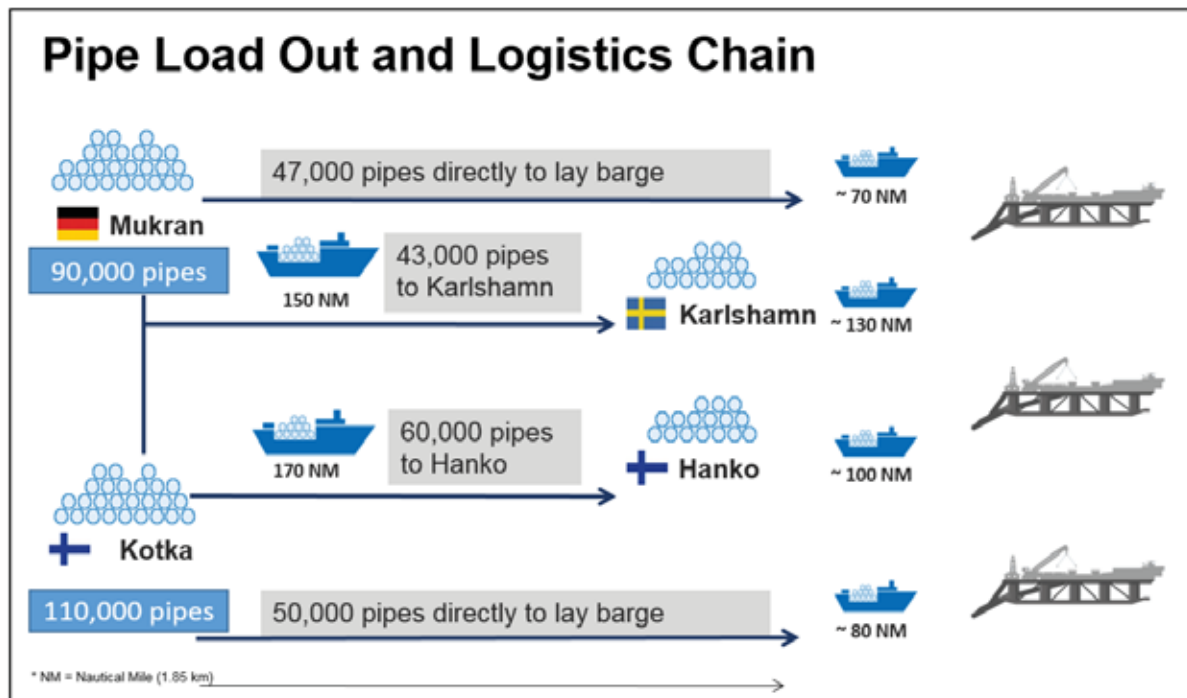 Pipe Load Out and Logistics Chain
47,000 pipes directly to lay barge
~ 70 NM
Mukran
90,000 pipes
150 NM
43,000 pipes
to Karlshamn
Karlshamn
~ 130 NM
170 NM
60,000 pipes
to Hanko
Hanko
~ 100 NM
Kotka
110,000 pipes
50,000 pipes directly to lay barge
~ 80 NM
* NM = Nautical Mile (1.85 km)